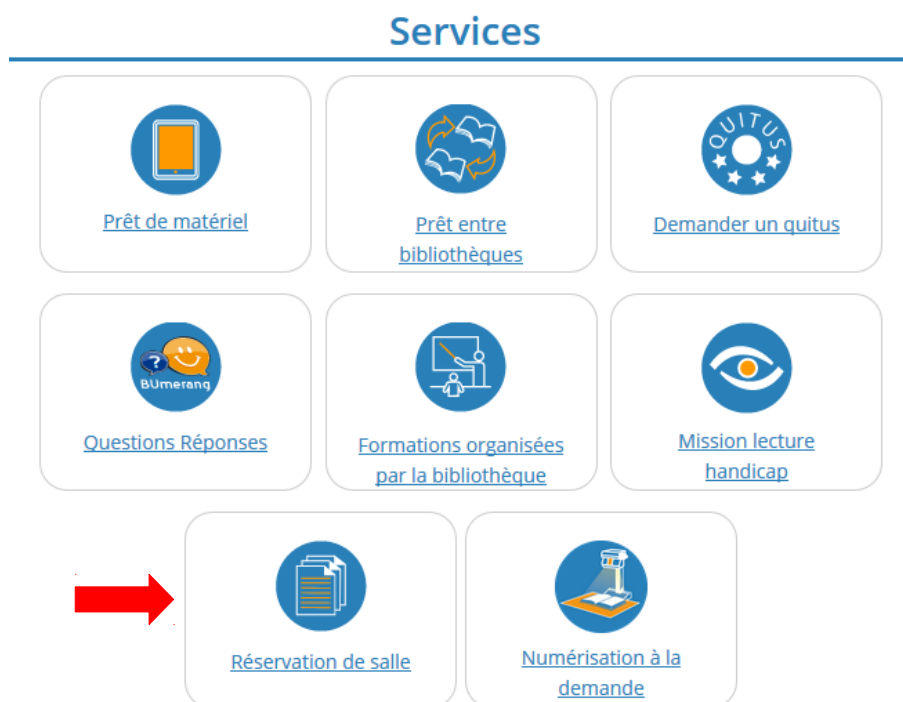 Services
QUITUS
Prêt de matériel
Prêt entre
bibliothèques
Demander un quitus
?
BUmerang
Questions Réponses
Formations organisées
par la bibliothèque
Mission lecture
handicap
Réservation de salle
Numérisation à la
demande